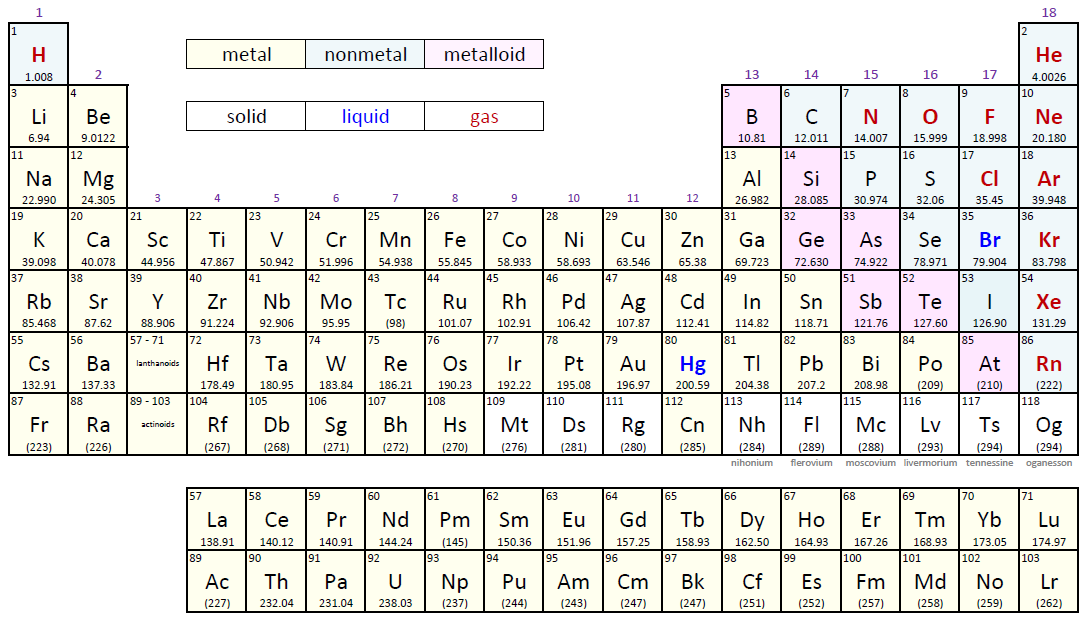 1 18
1 2
H metal nonmetal metalloid He
1.008 2 13 14 15 16 17 4.0026
3 4 5 6 7 8 9 10
Li Be solid liquid gas B C N O F Ne
6.94 9.0122 10.81 12.011 14.007 15.999 18.998 20.180
11 12 13 14 15 16 17 18
Na Mg Al Si P S Cl Ar
22.990 24.305 3 4 5 6 7 8 9 10 11 12 26.982 28.085 30.974 32.06 35.45 39.948
19 20 21 22 23 24 25 26 27 28 29 30 31 32 33 34 35 36
K Ca Sc Ti V Cr Mn Fe Co Ni Cu Zn Ga Ge As Se Br Kr
39.098 40.078 44.956 47.867 50.942 51.996 54.938 55.845 58.933 58.693 63.546 65.38 69.723 72.630 74.922 78.971 79.904 83.798
37 38 39 40 41 42 43 44 45 46 47 48 49 50 51 52 53 54
Rb Sr Y Zr Nb Mo Tc Ru Rh Pd Ag Cd In Sn Sb Te I Xe
85.468 87.62 88.906 91.224 92.906 95.95 (98) 101.07 102.91 106.42 107.87 112.41 114.82 118.71 121.76 127.60 126.90 131.29
55 56 57 - 71 72 73 74 75 76 77 78 79 80 81 82 83 84 85 86
Cs Ba lanthanoids Hf Ta W Re Os Ir Pt Au Hg Tl Pb Bi Po At Rn
132.91 137.33 178.49 180.95 183.84 186.21 190.23 192.22 195.08 196.97 200.59 204.38 207.2 208.98 (209) (210) (222)
87 88 89 - 103 104 105 106 107 108 109 110 111 112 113 114 115 116 117 118
Fr Ra actinoids Rf Db Sg Bh Hs Mt Ds Rg Cn Nh Fl Mc Lv Ts Og
(223) (226) (267) (268) (271) (272) (270) (276) (281) (280) (285) (284) (289) (288) (293) (294) (294)
nihonium flerovium moscovium livermorium tennessine oganesson
57 58 59 60 61 62 63 64 65 66 67 68 69 70 71
La Ce Pr Nd Pm Sm Eu Gd Tb Dy Ho Er Tm Yb Lu
138.91 140.12 140.91 144.24 (145) 150.36 151.96 157.25 158.93 162.50 164.93 167.26 168.93 173.05 174.97
89 90 91 92 93 94 95 96 97 98 99 100 101 102 103
Ac Th Pa U Np Pu Am Cm Bk Cf Es Fm Md No Lr
(227) 232.04 231.04 238.03 (237) (244) (243) (247) (247) (251) (252) (257) (258) (259) (262)